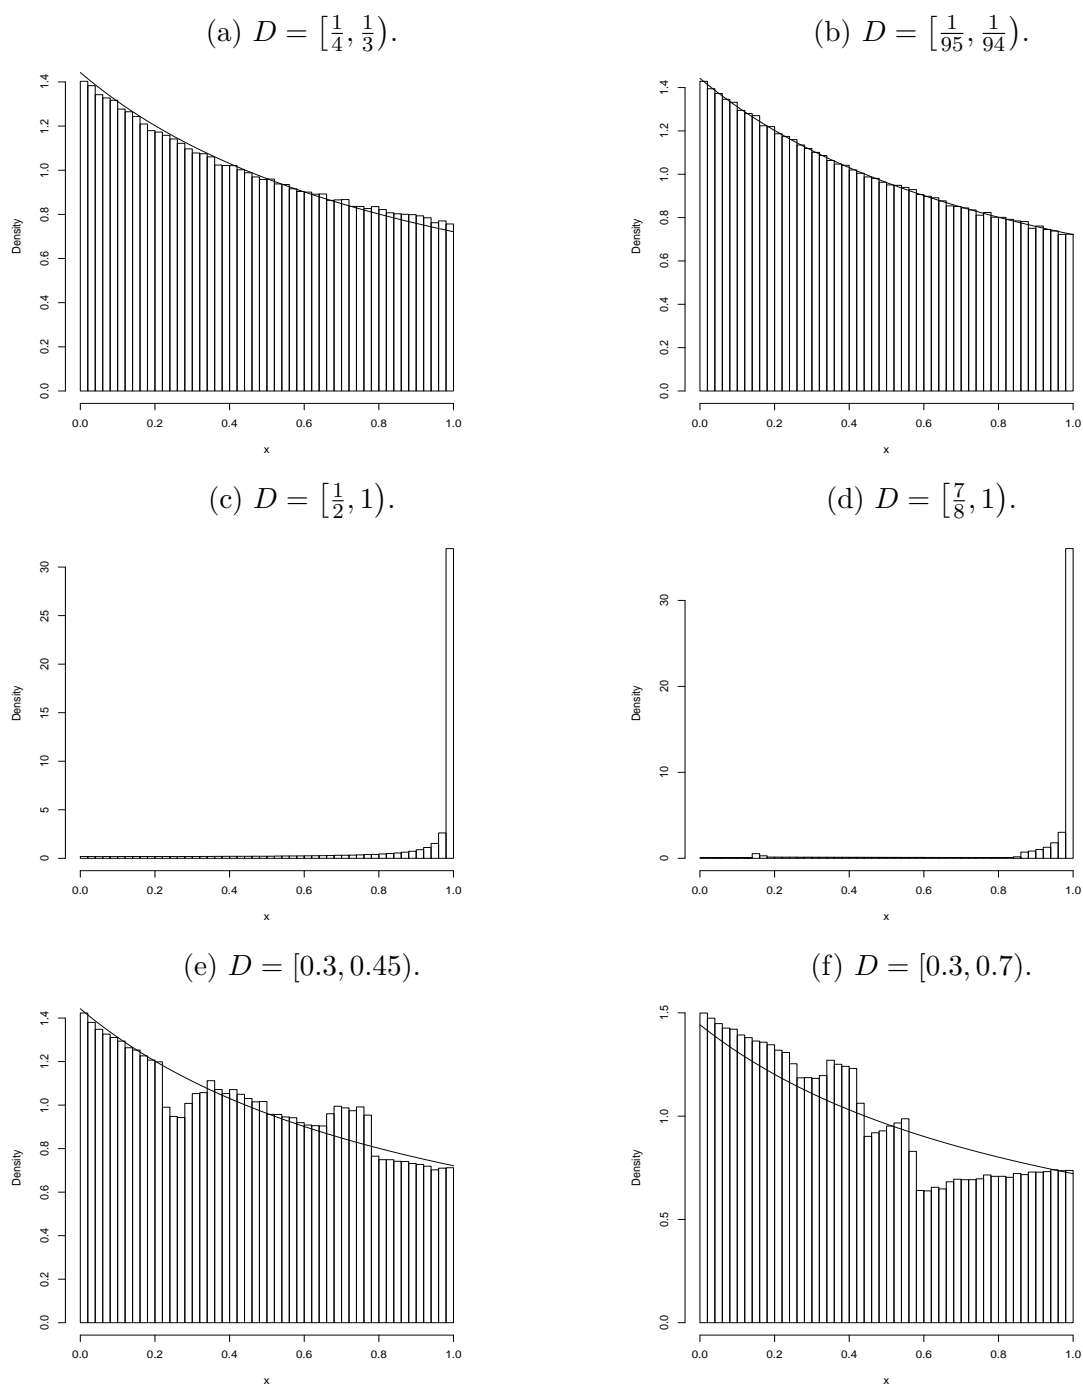 (a) D = [1/4, 1/3).
(b) D = [1/95, 1/94).
Density
0.0 0.2 0.4 0.6 0.8 1.0 1.2 1.4
0.0 0.2 0.4 0.6 0.8 1.0
x
Density
0.0 0.2 0.4 0.6 0.8 1.0 1.2 1.4
0.0 0.2 0.4 0.6 0.8 1.0
x
(c) D = [1/2, 1).
(d) D = [7/8, 1).
Density
0 5 10 15 20 25 30
0.0 0.2 0.4 0.6 0.8 1.0
x
Density
0 10 20 30
0.0 0.2 0.4 0.6 0.8 1.0
x
(e) D = [0.3, 0.45).
(f) D = [0.3, 0.7).
Density
0.0 0.2 0.4 0.6 0.8 1.0 1.2 1.4
0.0 0.2 0.4 0.6 0.8 1.0
x
Density
0.0 0.5 1.0 1.5
0.0 0.2 0.4 0.6 0.8 1.0
x